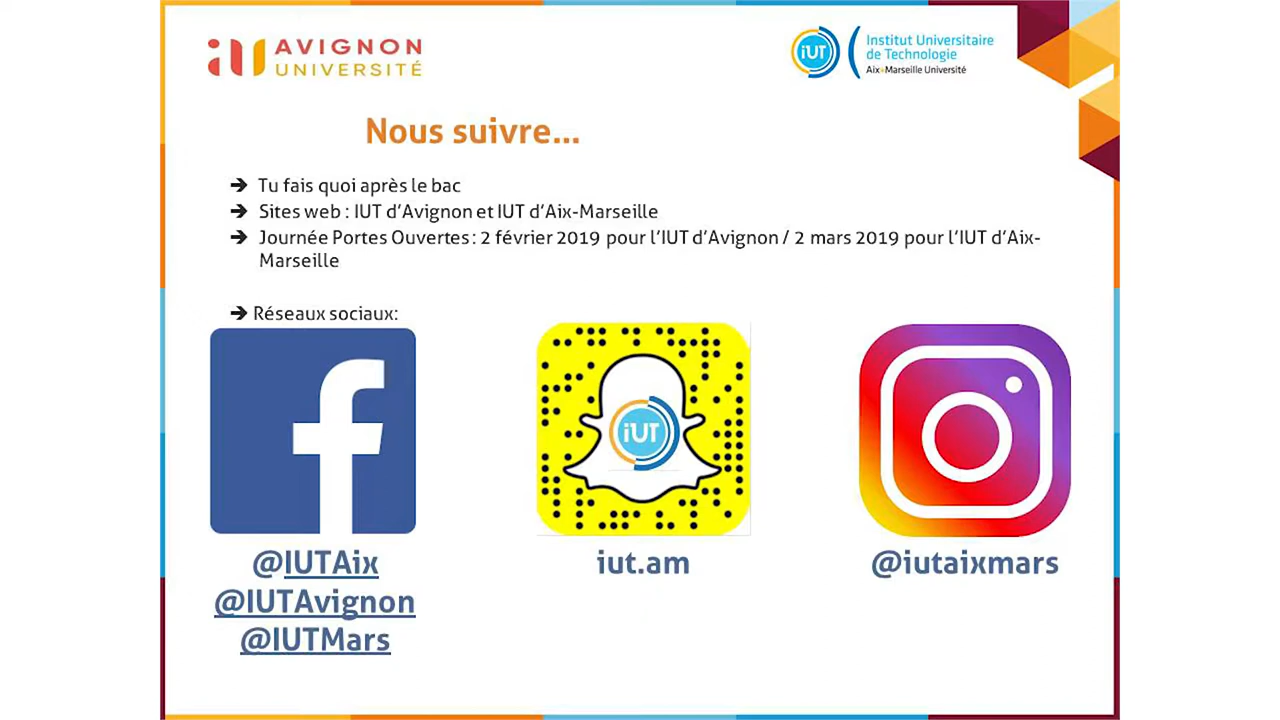 AVIGNON
UNIVERSITÉ
iUT
Institut Universitaire
de Technologie
Aix*Marseille Université
Nous suivre...
➔ Tu fais quoi après le bac
➔ Sites web : IUT d’Avignon et IUT d’Aix-Marseille
➔ Journée Portes Ouvertes : 2 février 2019 pour l’IUT d’Avignon / 2 mars 2019 pour l’IUT d’Aix-
Marseille
➔ Réseaux sociaux:
iUT
@IUTAix
@IUTAvignon
@IUTMars
iut.am
@iutaixmars